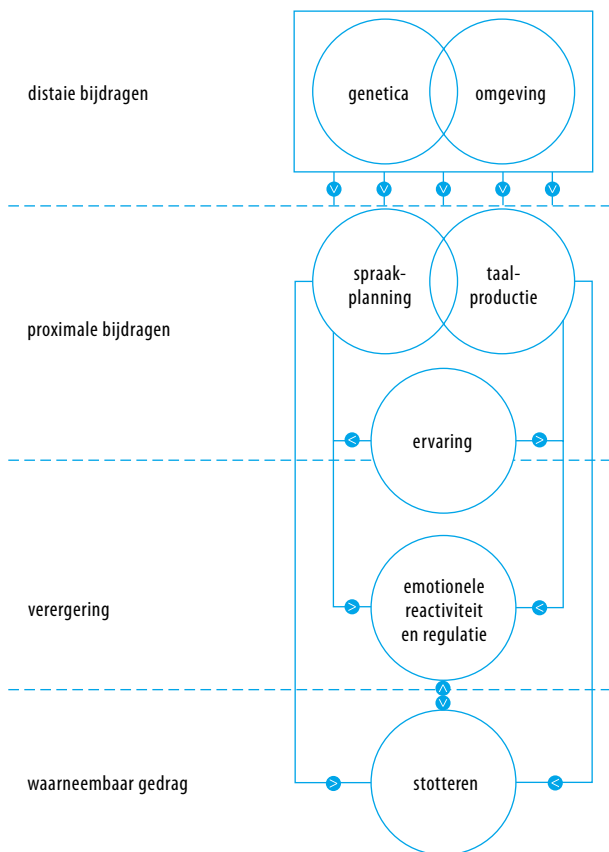 distaie bijdragen
genetica
omgeving
proximale bijdragen
spraak-
planning
taal-
productie
ervaring
verergering
emotionele
reactiviteit
en regulatie
waarneembaar gedrag
stotteren